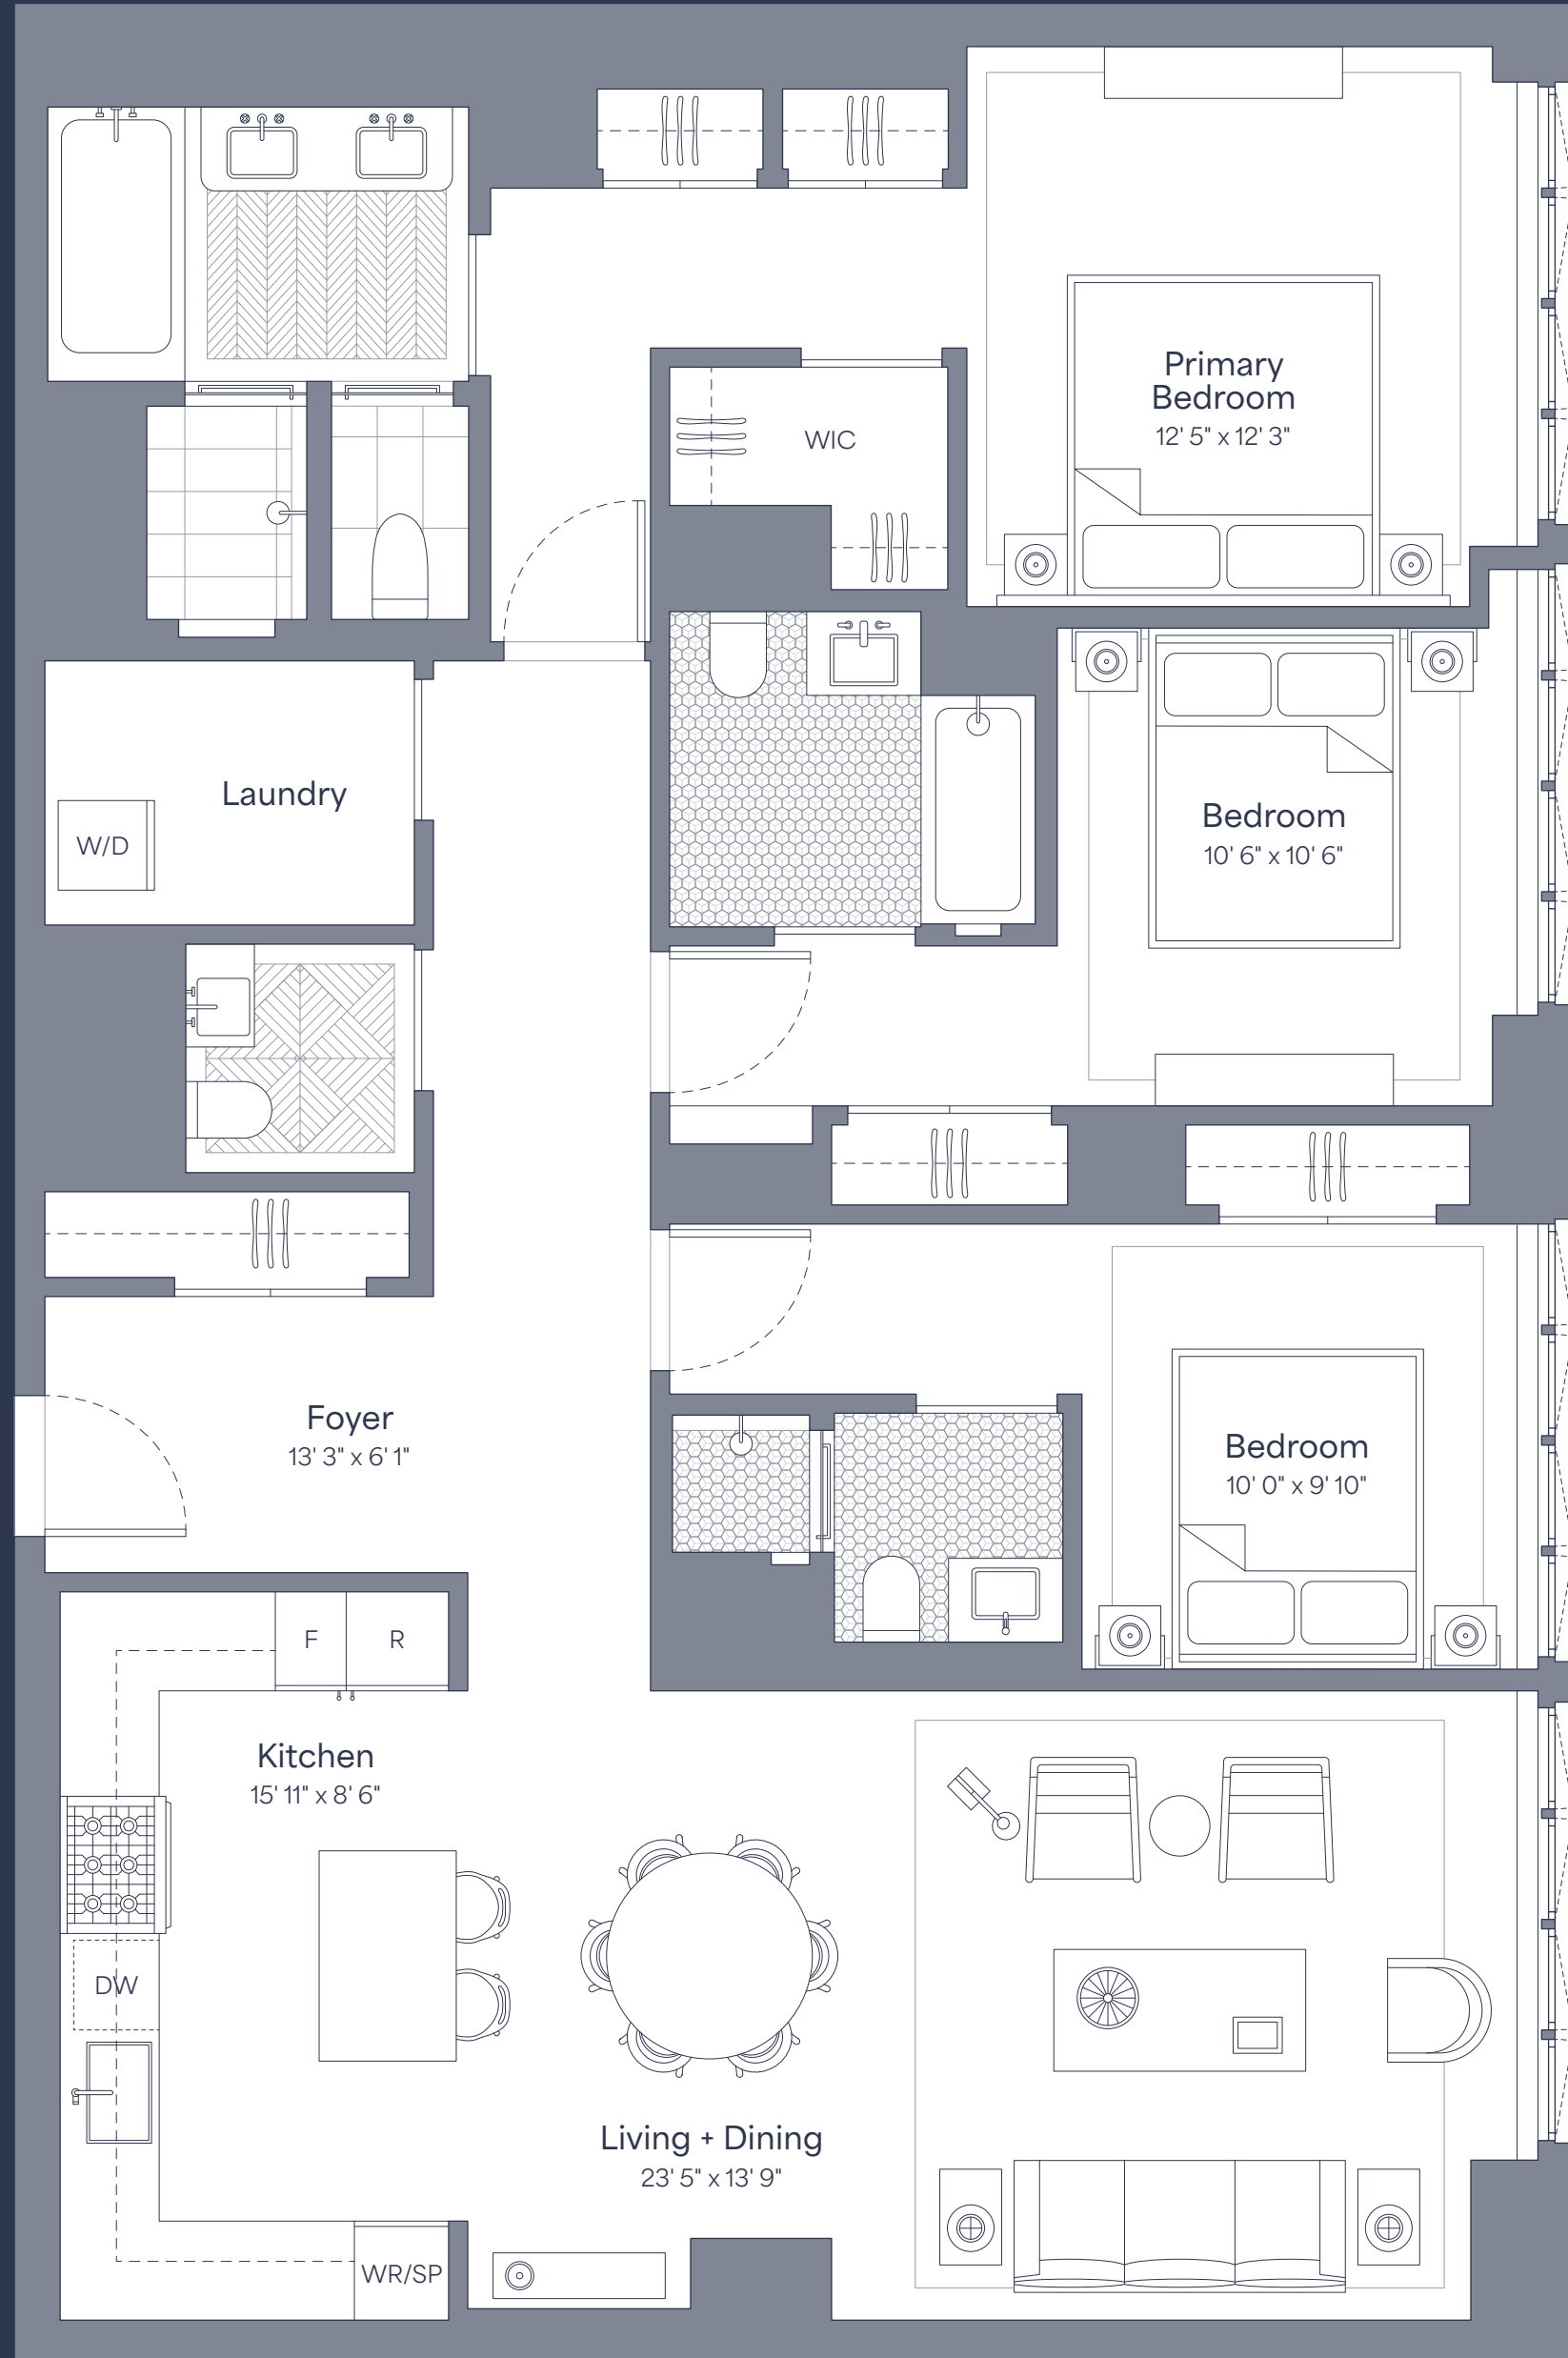 Primary
Bedroom
12' 5" x 12' 3"
WIC
Laundry
W/D
Bedroom
10' 6" x 10' 6"
Foyer
13' 3" x 6' 1"
Bedroom
10' 0" x 9' 10"
F
R
Kitchen
15' 11" x 8' 6"
DW
Living + Dining
23' 5" x 13' 9"
WR/SP